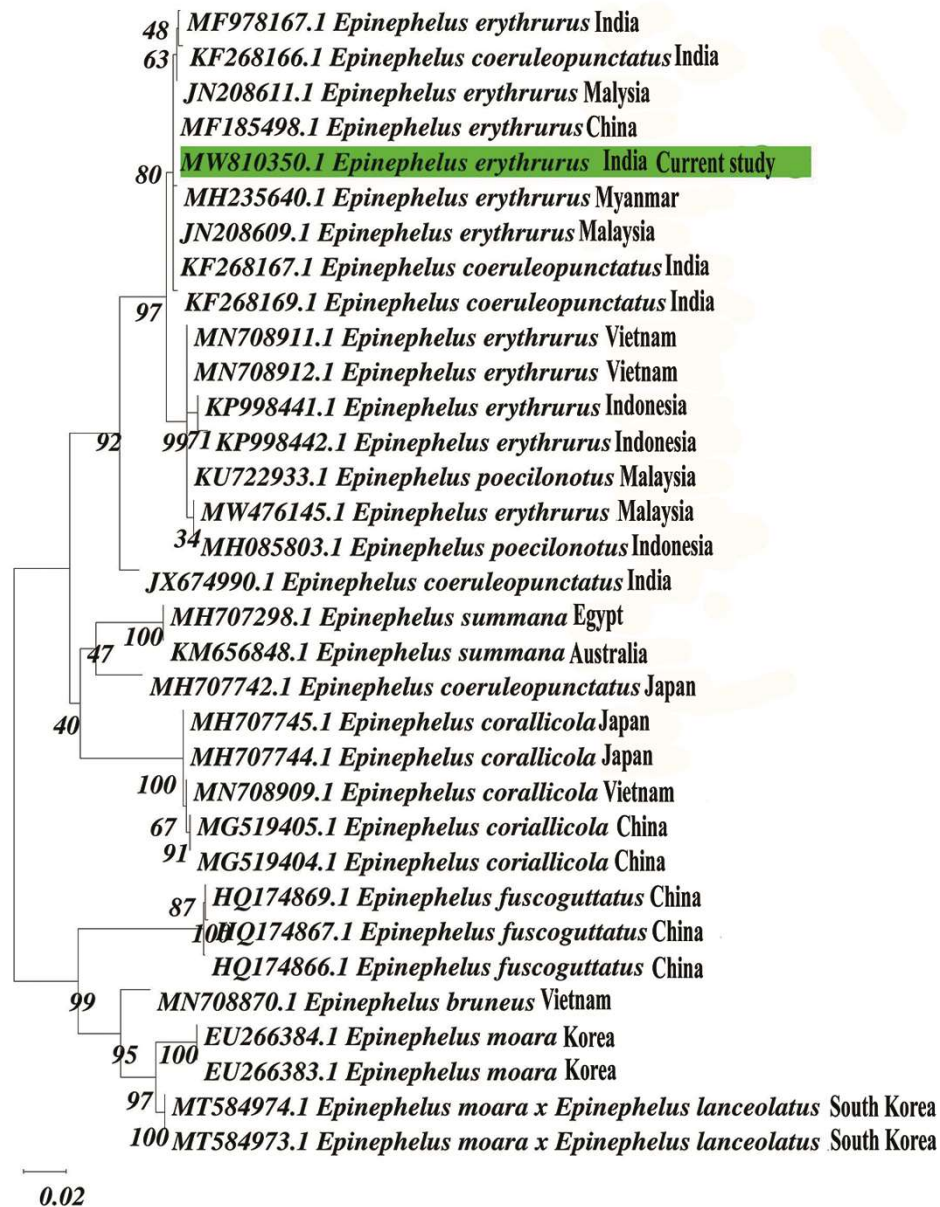 48 MF978167.1 Epinephelus erythrurus India
63 KF268166.1 Epinephelus coeruleopunctatus India
JN208611.1 Epinephelus erythrurus Malysia
MF185498.1 Epinephelus erythrurus China
80 MW810350.1 Epinephelus erythrurus India Current study
MH235640.1 Epinephelus erythrurus Myanmar
JN208609.1 Epinephelus erythrurus Malaysia
KF268167.1 Epinephelus coeruleopunctatus India
97 KF268169.1 Epinephelus coeruleopunctatus India
MN708911.1 Epinephelus erythrurus Vietnam
MN708912.1 Epinephelus erythrurus Vietnam
KP998441.1 Epinephelus erythrurus Indonesia
92 99 71 KP998442.1 Epinephelus erythrurus Indonesia
KU722933.1 Epinephelus poecilonotus Malaysia
MW476145.1 Epinephelus erythrurus Malaysia
34 MH085803.1 Epinephelus poecilonotus Indonesia
JX674990.1 Epinephelus coeruleopunctatus India
MH707298.1 Epinephelus summana Egypt
100
47 KM656848.1 Epinephelus summana Australia
MH707742.1 Epinephelus coeruleopunctatus Japan
40 MH707745.1 Epinephelus corallicola Japan
MH707744.1 Epinephelus corallicola Japan
100 MN708909.1 Epinephelus corallicola Vietnam
67 MG519405.1 Epinephelus coriallicola China
91 MG519404.1 Epinephelus coriallicola China
87 HQ174869.1 Epinephelus fuscoguttatus China
100 HQ174867.1 Epinephelus fuscoguttatus China
HQ174866.1 Epinephelus fuscoguttatus China
99 MN708870.1 Epinephelus bruneus Vietnam
EU266384.1 Epinephelus moara Korea
95 100
EU266383.1 Epinephelus moara Korea
97 MT584974.1 Epinephelus moara x Epinephelus lanceolatus South Korea
100 MT584973.1 Epinephelus moara x Epinephelus lanceolatus South Korea
0.02